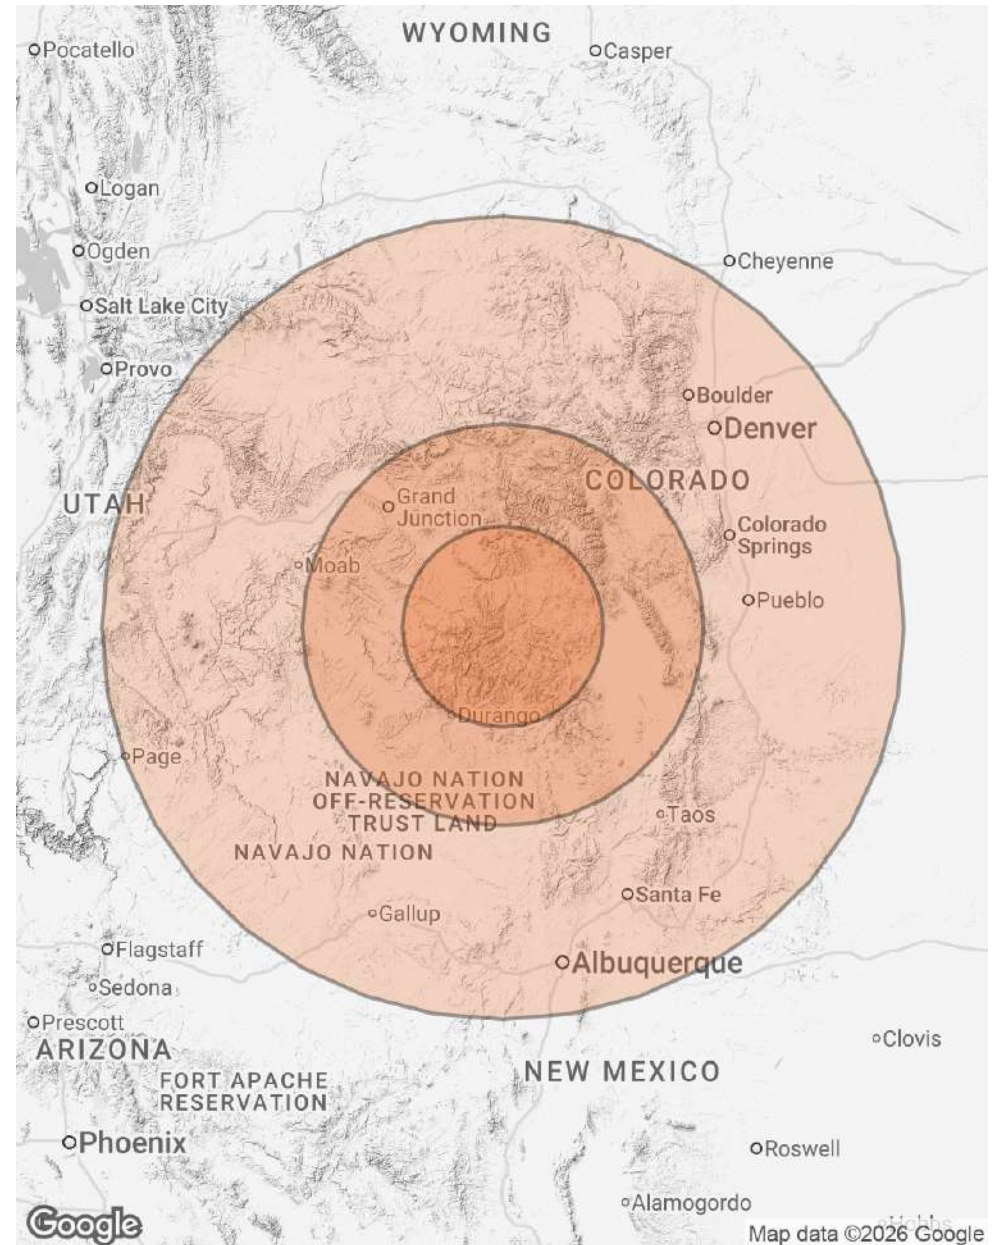 WYOMING
Pocatello
Casper
Logan
Ogden
Cheyenne
Salt Lake City
Provo
Boulder
Denver
COLORADO
UTAH
Grand
Junction
Colorado
Springs
Moab
Pueblo
Durango
Page
NAVAJO NATION
OFF-RESERVATION
TRUST LAND
Taos
NAVAJO NATION
Santa Fe
Gallup
Flagstaff
Albuquerque
Sedona
Prescott
Clovis
ARIZONA
NEW MEXICO
FORT APACHE
RESERVATION
Phoenix
Roswell
Alamogordo
Hobbs
Google
Map data ©2026 Google